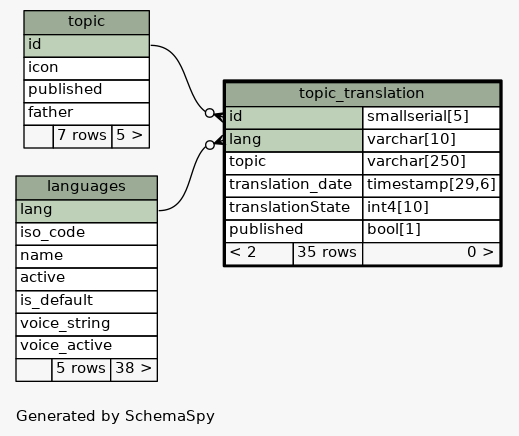 topic
id
icon
published
father
7 rows 5 >
topic_translation
id smallserial[5]
lang varchar[10]
topic varchar[250]
translation_date timestamp[29,6]
translationState int4[10]
published bool[1]
< 2 35 rows 0 >
languages
lang
iso_code
name
active
is_default
voice_string
voice_active
5 rows 38 >
Generated by SchemaSpy